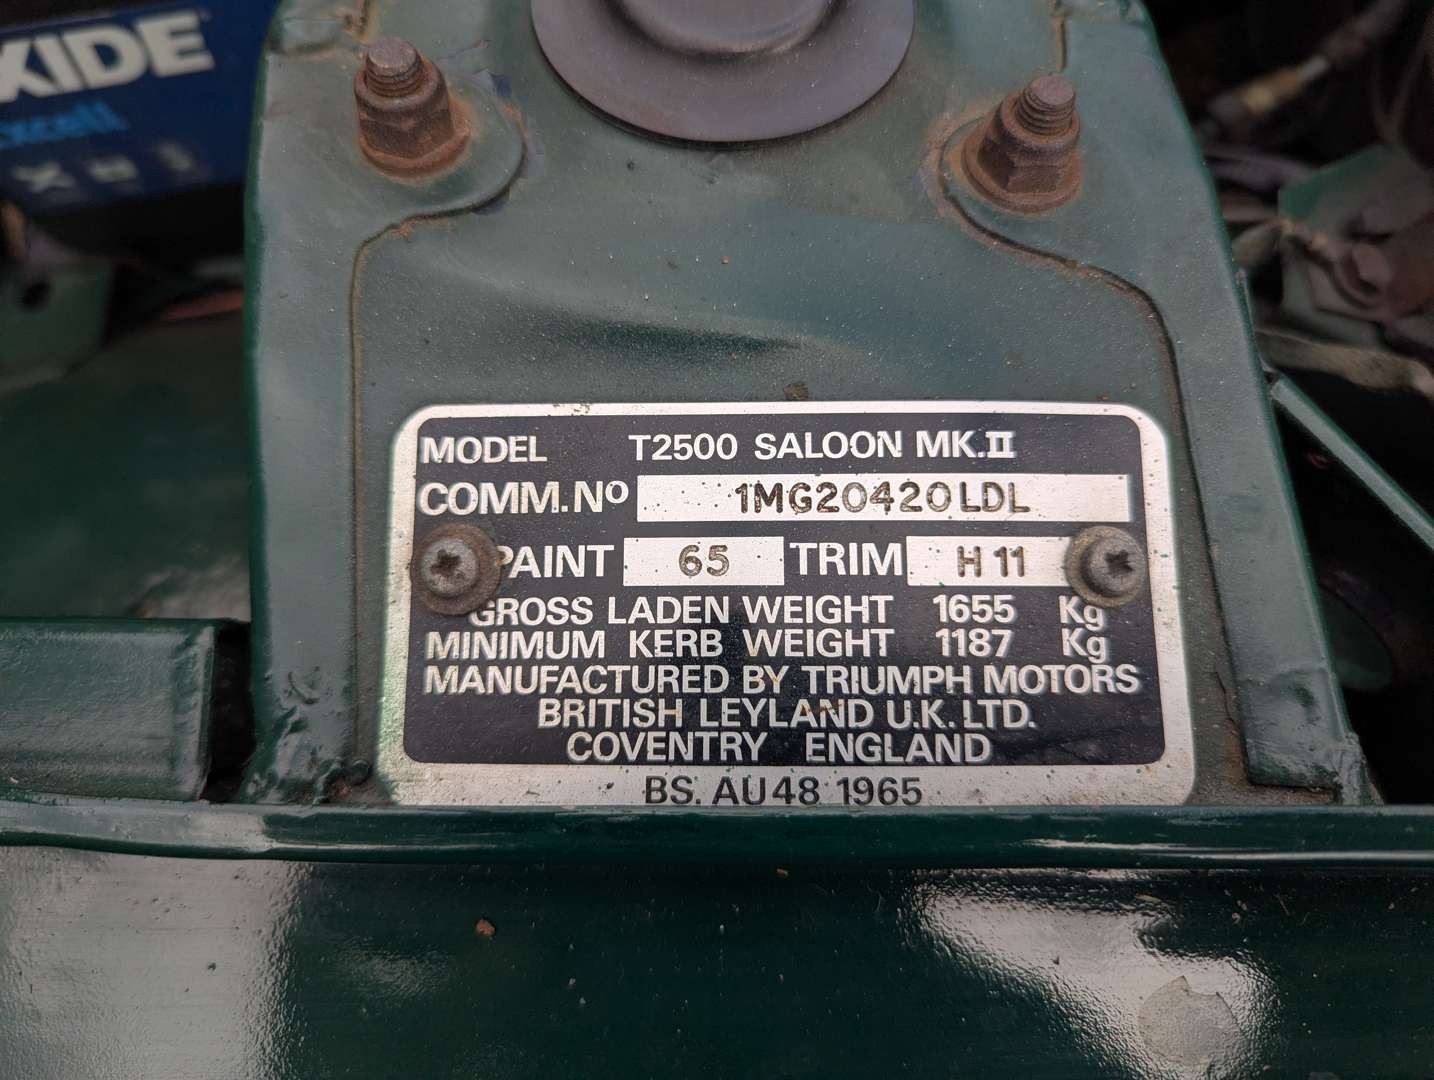 XIDE
xcell
MODEL T2500 SALOON MK.II
COMM.No 1MG20420LDL
PAINT 65 TRIM H11
GROSS LADEN WEIGHT 1655 Kg
MINIMUM KERB WEIGHT 1187 Kg
MANUFACTURED BY TRIUMPH MOTORS
BRITISH LEYLAND U.K.LTD.
COVENTRY ENGLAND
BS. AU48 1965